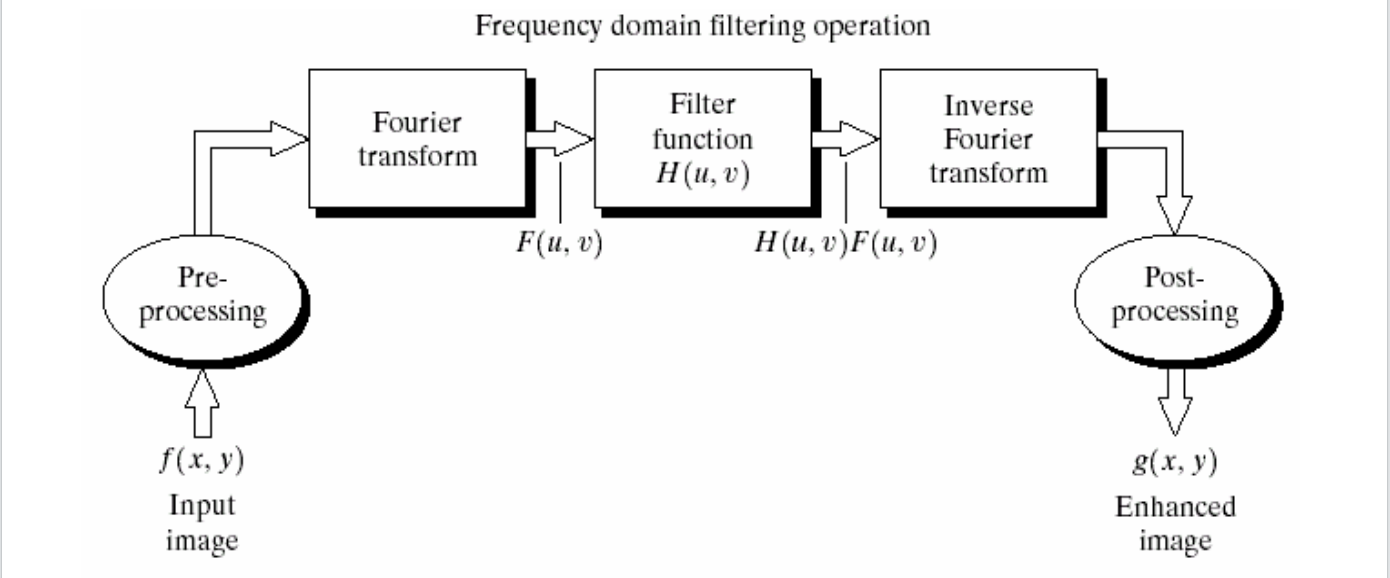 Frequency domain filtering operation
Fourier
transform
Filter
function
H(u, v)
Inverse
Fourier
transform
F(u, v)
H(u, v)F(u, v)
Pre-
processing
Post-
processing
f(x, y)
Input
image
g(x, y)
Enhanced
image